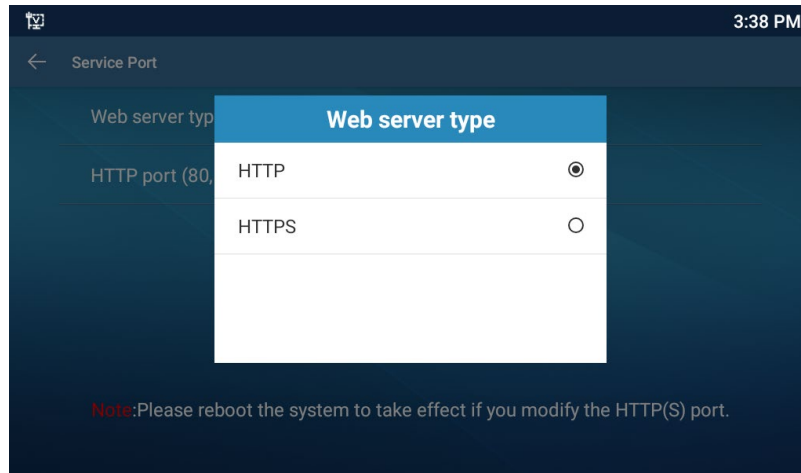 3:38 PM
Service Port
Web server typ
Web server type
HTTP port (80,
HTTP
HTTPS
Note:Please reboot the system to take effect if you modify the HTTP(S) port.